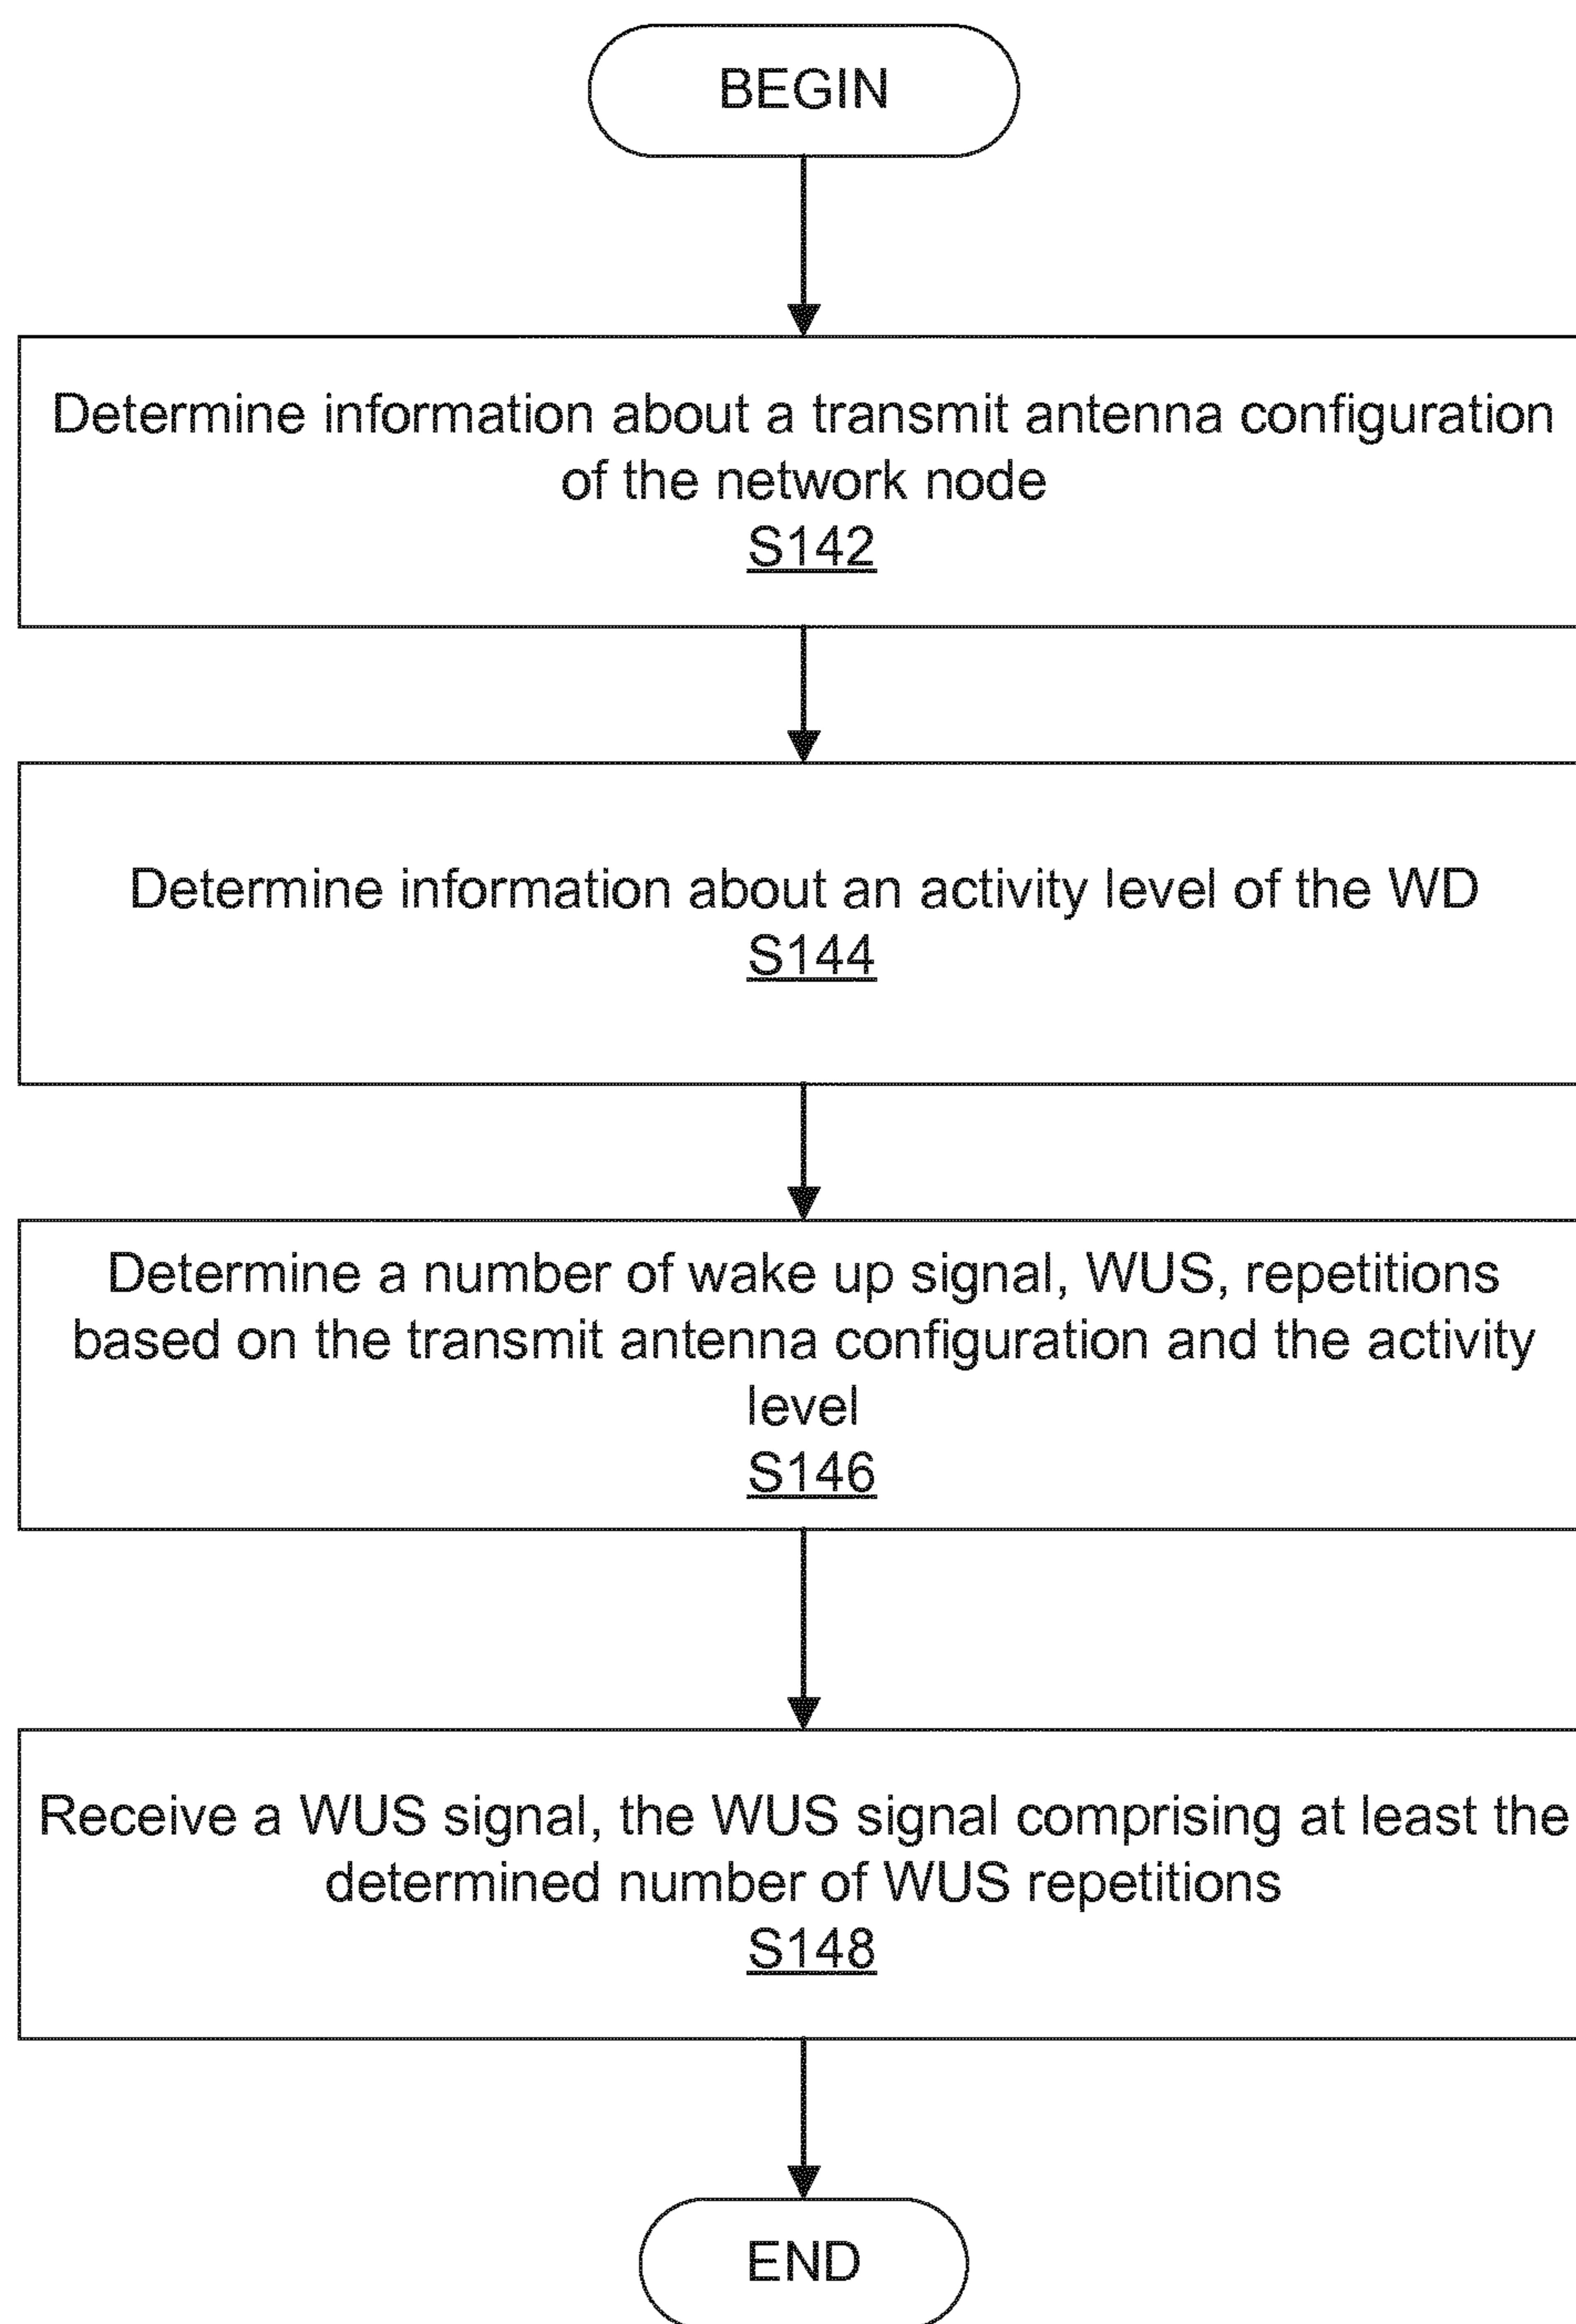 BEGIN
Determine information about a transmit antenna configuration
of the network node
S142
Determine information about an activity level of the WD
S144
Determine a number of wake up signal, WUS, repetitions
based on the transmit antenna configuration and the activity
level
S146
Receive a WUS signal, the WUS signal comprising at least the
determined number of WUS repetitions
S148
END